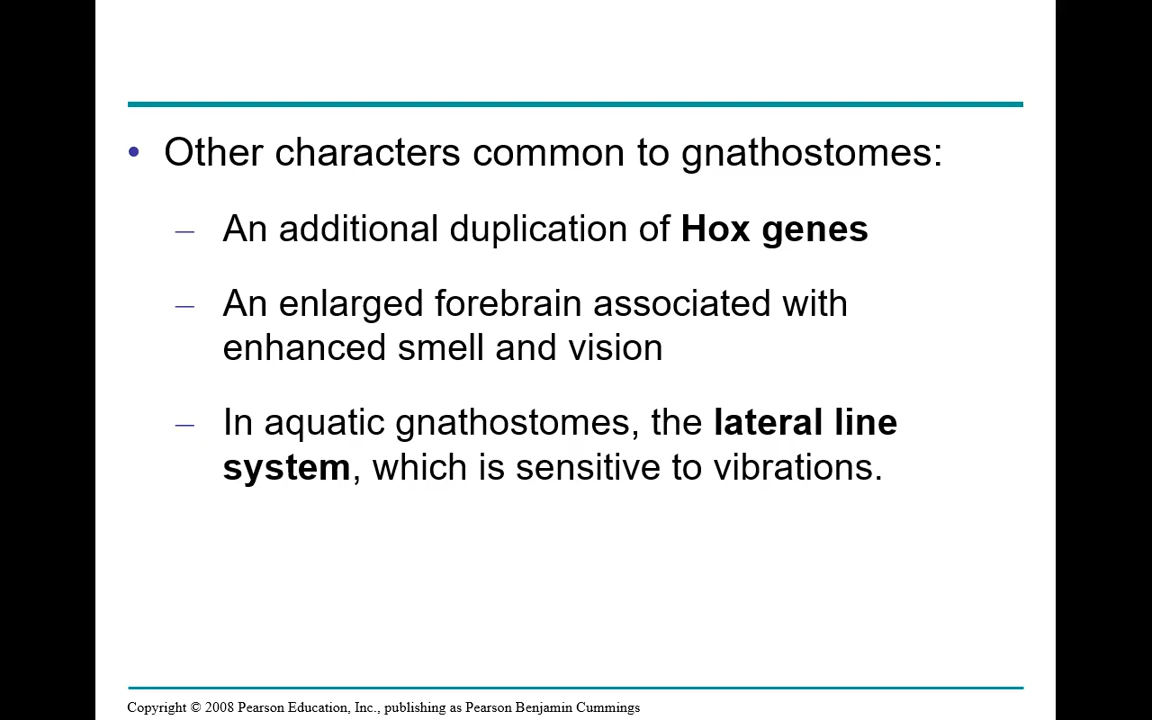 • Other characters common to gnathostomes:
– An additional duplication of Hox genes
– An enlarged forebrain associated with
enhanced smell and vision
– In aquatic gnathostomes, the lateral line
system, which is sensitive to vibrations.
Copyright © 2008 Pearson Education, Inc., publishing as Pearson Benjamin Cummings